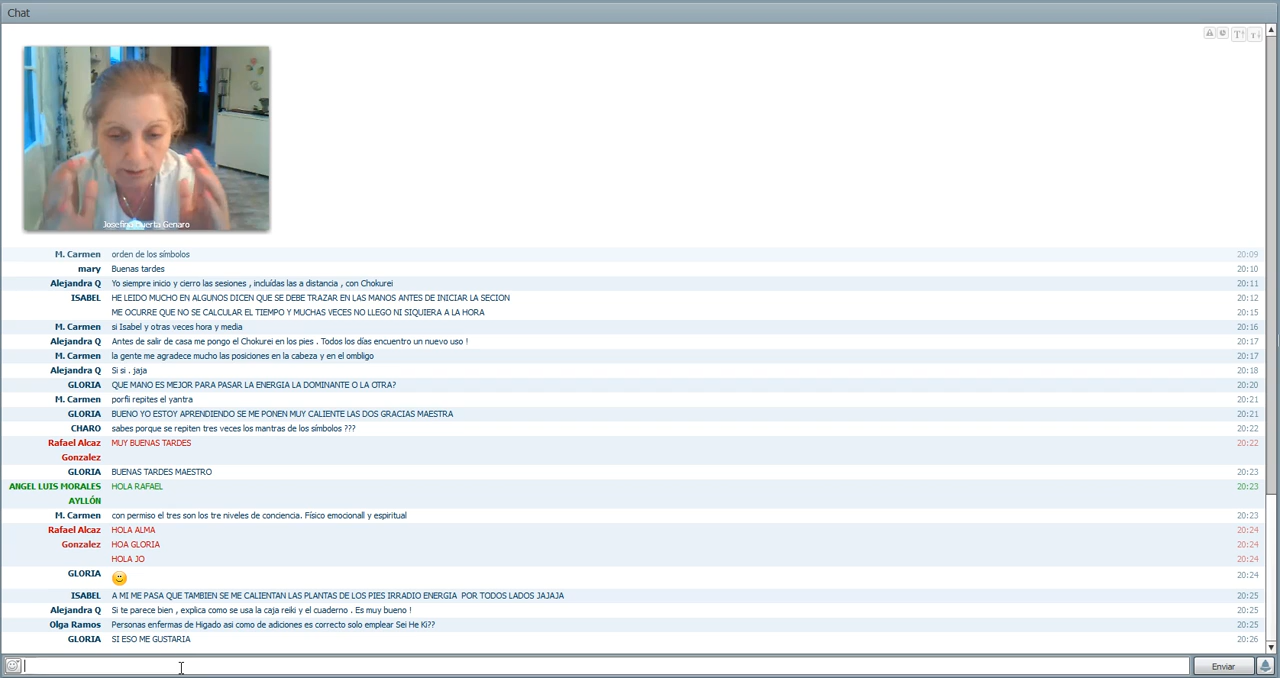 Chat
Josefina Huerta Genaro
M. Carmen orden de los símbolos 20:09
mary Buenas tardes 20:10
Alejandra Q Yo siempre inicio y cierro las sesiones , incluídas las a distancia , con Chokurei 20:11
ISABEL HE LEIDO MUCHO EN ALGUNOS DICEN QUE SE DEBE TRAZAR EN LAS MANOS ANTES DE INICIAR LA SECION 20:12
ME OCURRE QUE NO SE CALCULAR EL TIEMPO Y MUCHAS VECES NO LLEGO NI SIQUIERA A LA HORA 20:15
M. Carmen si Isabel y otras veces hora y media 20:16
Alejandra Q Antes de salir de casa me pongo el Chokurei en los pies . Todos los días encuentro un nuevo uso ! 20:17
M. Carmen la gente me agradece mucho las posiciones en la cabeza y en el ombligo 20:17
Alejandra Q Si si . jaja 20:18
GLORIA QUE MANO ES MEJOR PARA PASAR LA ENERGIA LA DOMINANTE O LA OTRA? 20:20
M. Carmen porfii repites el yantra 20:21
GLORIA BUENO YO ESTOY APRENDIENDO SE ME PONEN MUY CALIENTE LAS DOS GRACIAS MAESTRA 20:21
CHARO sabes porque se repiten tres veces los mantras de los símbolos ??? 20:22
Rafael Alcaz MUY BUENAS TARDES 20:22
Gonzalez
GLORIA BUENAS TARDES MAESTRO 20:23
ANGEL LUIS MORALES HOLA RAFAEL 20:23
AYLLÓN
M. Carmen con permiso el tres son los tre niveles de conciencia. Físico emocionall y espiritual 20:23
Rafael Alcaz HOLA ALMA 20:24
Gonzalez HOA GLORIA 20:24
HOLA JO 20:24
GLORIA 20:24
ISABEL A MI ME PASA QUE TAMBIEN SE ME CALIENTAN LAS PLANTAS DE LOS PIES IRRADIO ENERGIA POR TODOS LADOS JAJAJA 20:25
Alejandra Q Si te parece bien , explica como se usa la caja reiki y el cuaderno . Es muy bueno ! 20:25
Olga Ramos Personas enfermas de Higado asi como de adiciones es correcto solo emplear Sei He Ki?? 20:25
GLORIA SI ESO ME GUSTARIA 20:26
Enviar